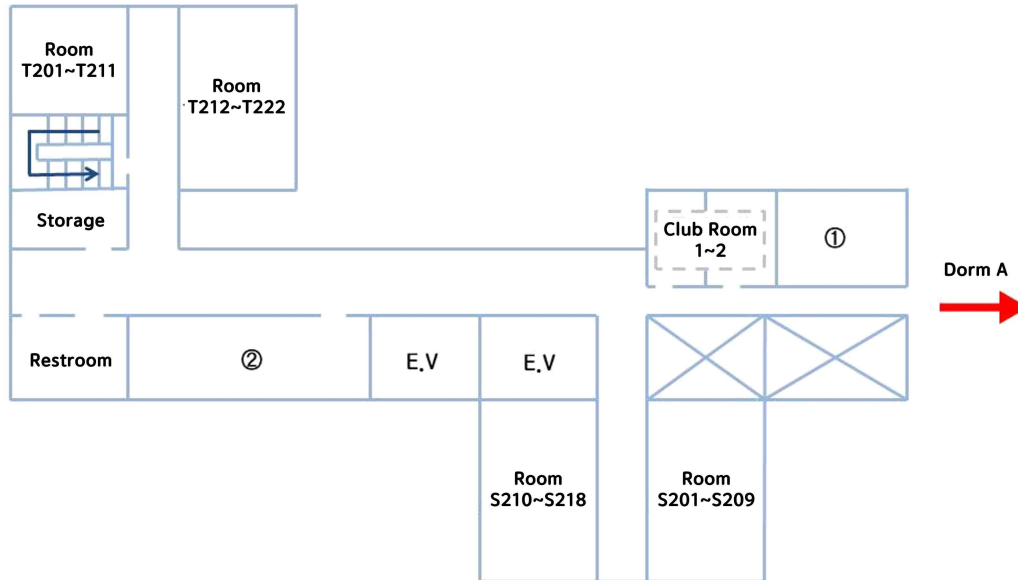 Room
T201~T211
Room
T212~T222
Storage
Club Room
1~2
①
Dorm A
Restroom
②
E.V
E.V
Room
S210~S218
Room
S201~S209